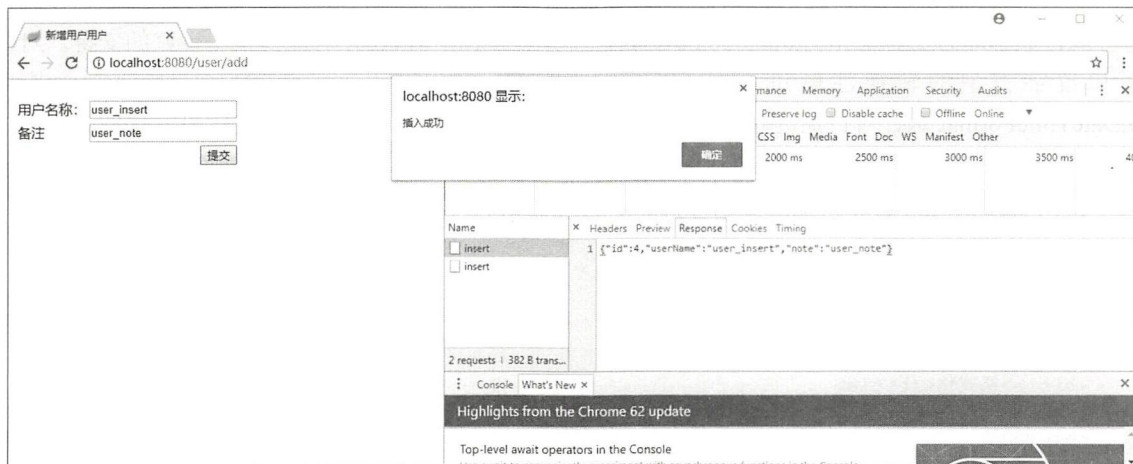 新增用户用户 ×
localhost:8080/user/add
用户名称: user_insert
备注 user_note
提交
localhost:8080 显示:
插入成功
确定
mance Memory Application Security Audits
Preserve log Disable cache Offline Online
CSS Img Media Font Doc WS Manifest Other
2000 ms 2500 ms 3000 ms 3500 ms
Name
insert
insert
2 requests | 382 B trans...
× Headers Preview Response Cookies Timing
1 {"id":4,"userName":"user_insert","note":"user_note"}
Console What's New ×
Highlights from the Chrome 62 update
Top-level await operators in the Console